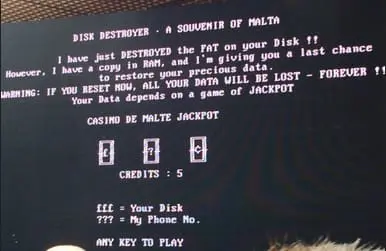 DISK DESTROYER · A SOUVENIR OF MALTA
I have just DESTROYED the FAT on your Disk !!
However, I have a copy in RAM, and I'm giving you a last chance
to restore your precious data.
WARNING: IF YOU RESET NOW, ALL YOUR DATA WILL BE LOST - FOREVER !!
Your Data depends on a game of JACKPOT
CASINO DE MALTE JACKPOT
£ ? ¢
CREDITS : 5
£££ = Your Disk
??? = My Phone No.
ANY KEY TO PLAY